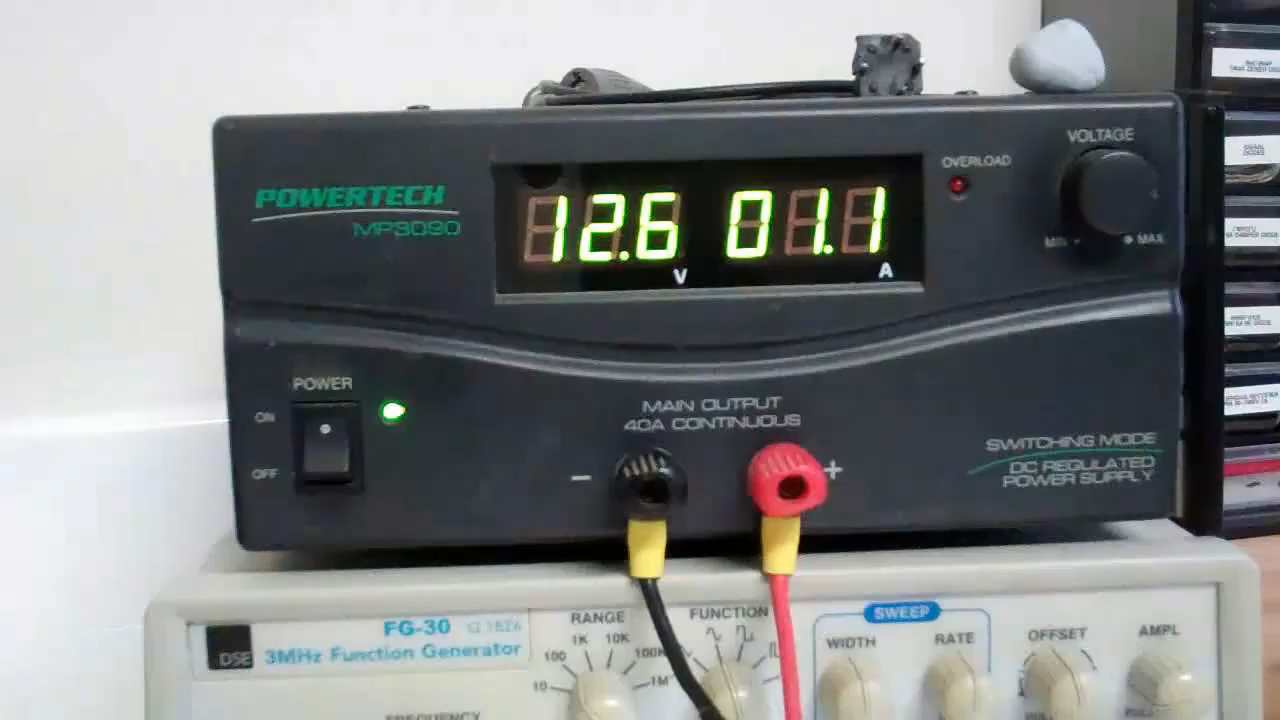 VOLTAGE
OVERLOAD
POWERTECH
MP3090
12.6 01.1
V A
MIN MAX
POWER
ON
OFF
MAIN OUTPUT
40A CONTINUOUS
- +
SWITCHING MODE
DC REGULATED
POWER SUPPLY
DSE
FG-30 Q 1826
3MHz Function Generator
RANGE
1K 10K
100 100K
10 1M
FREQUENCY
FUNCTION
SWEEP
WIDTH RATE
OFFSET
AMPL